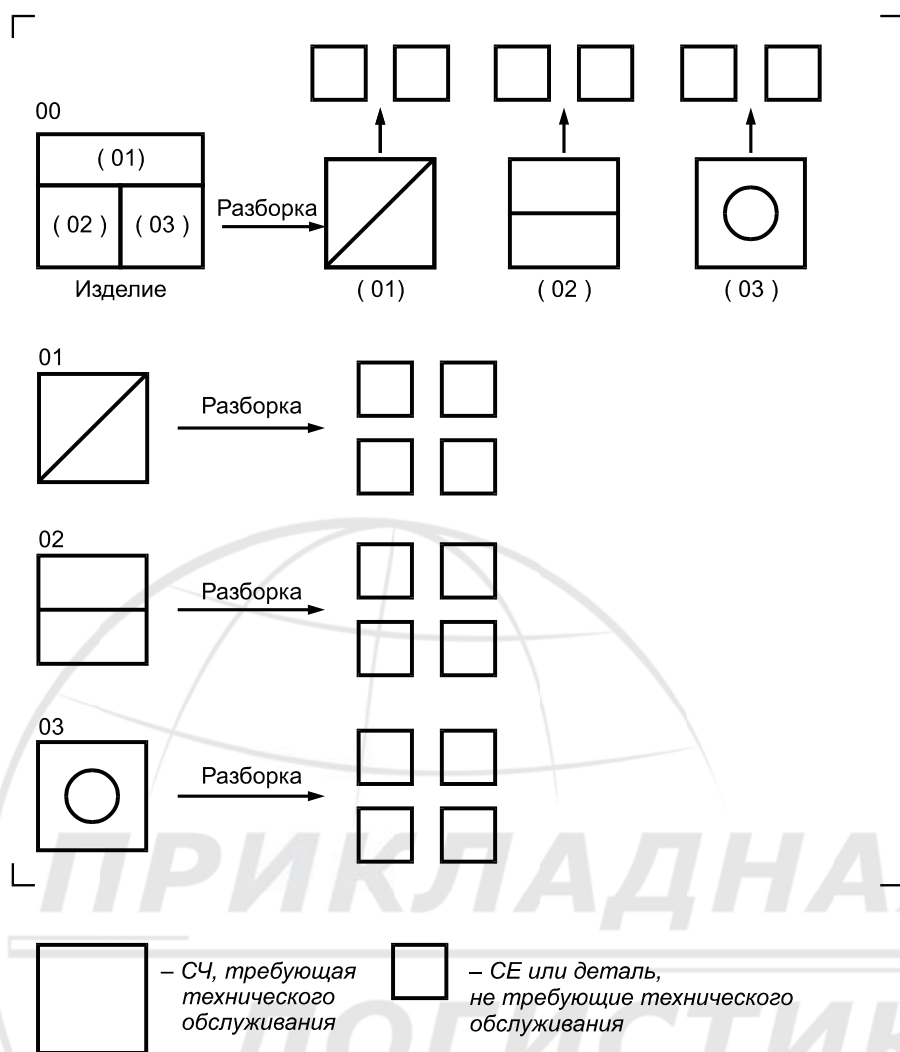 00
( 01)
( 02 ) ( 03 )
Разборка
Изделие
( 01)
( 02 )
( 03 )
01
Разборка
02
Разборка
03
Разборка
ПРИКЛАДНАЯ
ЛОГИСТИК
– СЧ, требующая
технического
обслуживания
– СЕ или деталь,
не требующие технического
обслуживания